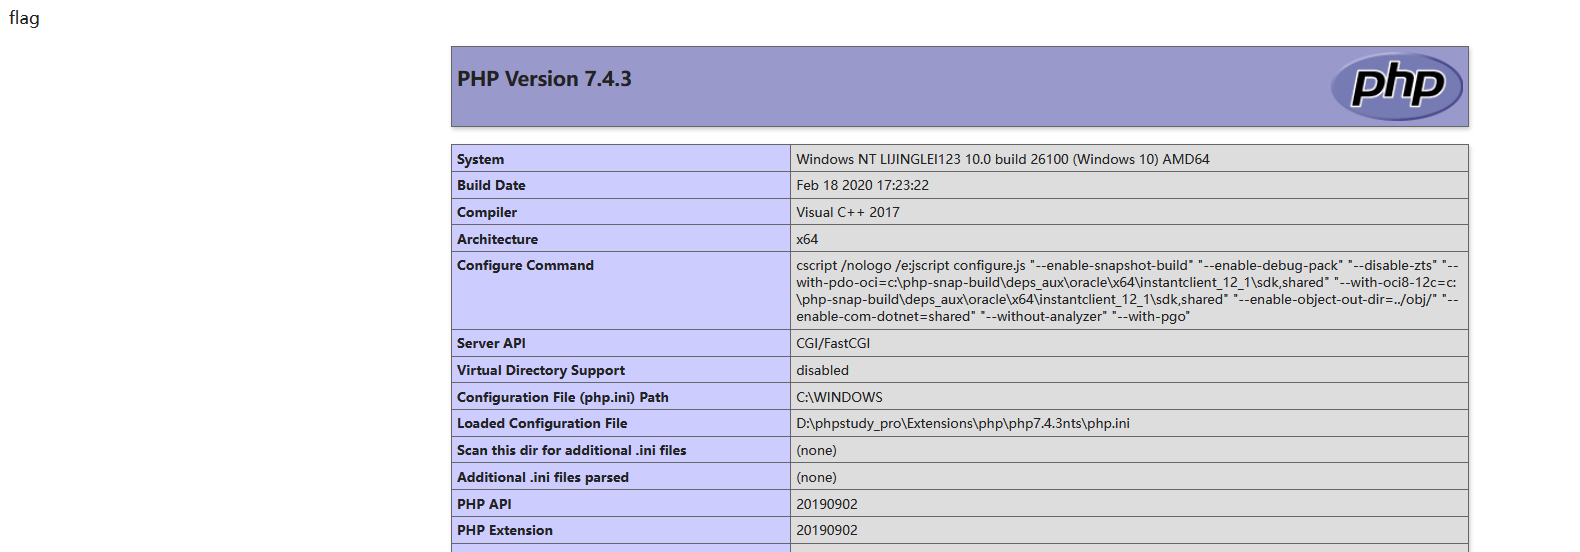 flag
PHP Version 7.4.3
php
System Windows NT LIJINGLEI123 10.0 build 26100 (Windows 10) AMD64
Build Date Feb 18 2020 17:23:22
Compiler Visual C++ 2017
Architecture x64
Configure Command cscript /nologo /e:jscript configure.js "--enable-snapshot-build" "--enable-debug-pack" "--disable-zts" "--
with-pdo-oci=c:\php-snap-build\deps_aux\oracle\x64\instantclient_12_1\sdk,shared" "--with-oci8-12c=c:
\php-snap-build\deps_aux\oracle\x64\instantclient_12_1\sdk,shared" "--enable-object-out-dir=../obj/" "--
enable-com-dotnet=shared" "--without-analyzer" "--with-pgo"
Server API CGI/FastCGI
Virtual Directory Support disabled
Configuration File (php.ini) Path C:\WINDOWS
Loaded Configuration File D:\phpstudy_pro\Extensions\php\php7.4.3nts\php.ini
Scan this dir for additional .ini files (none)
Additional .ini files parsed (none)
PHP API 20190902
PHP Extension 20190902